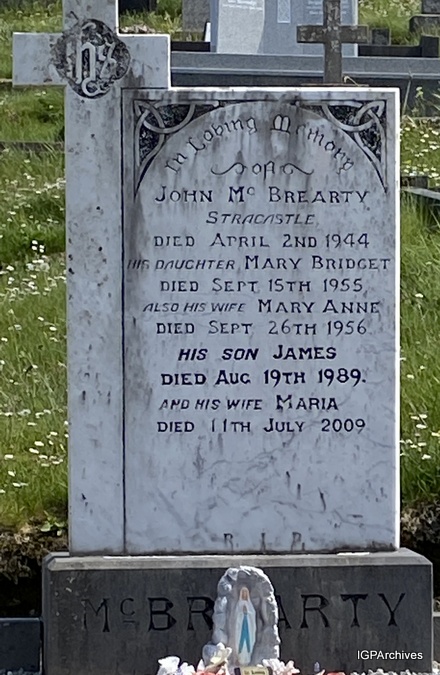 IHS
In Loving Memory
OF
JOHN Mc BREARTY
STRACASTLE
DIED APRIL 2ND 1944
HIS DAUGHTER MARY BRIDGET
DIED SEPT 15TH 1955
ALSO HIS WIFE MARY ANNE
DIED SEPT 26TH 1956
HIS SON JAMES
DIED AUG 19TH 1989.
AND HIS WIFE MARIA
DIED 11TH JULY 2009
R.I.P.
McBREARTY
IGPArchives